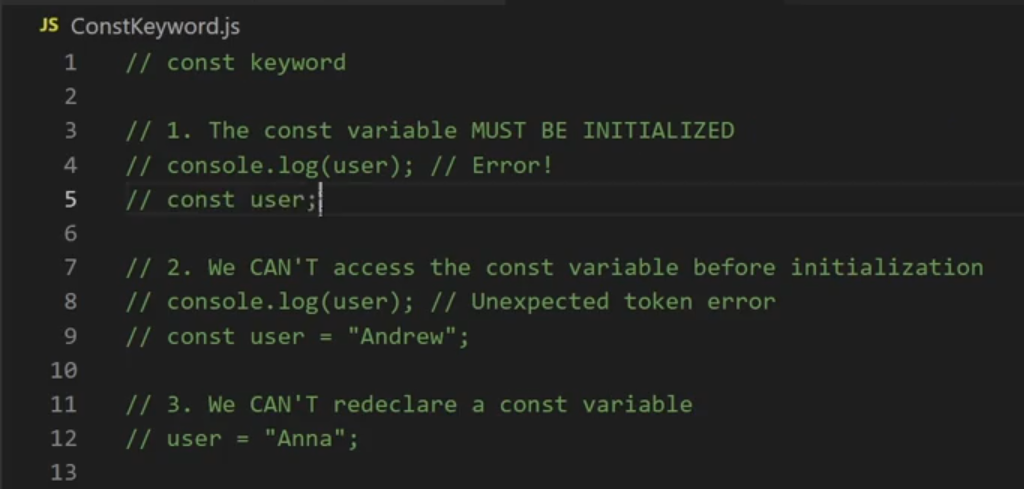 JS ConstKeyword.js
1 // const keyword
2
3 // 1. The const variable MUST BE INITIALIZED
4 // console.log(user); // Error!
5 // const user;
6
7 // 2. We CAN'T access the const variable before initialization
8 // console.log(user); // Unexpected token error
9 // const user = "Andrew";
10
11 // 3. We CAN'T redeclare a const variable
12 // user = "Anna";
13